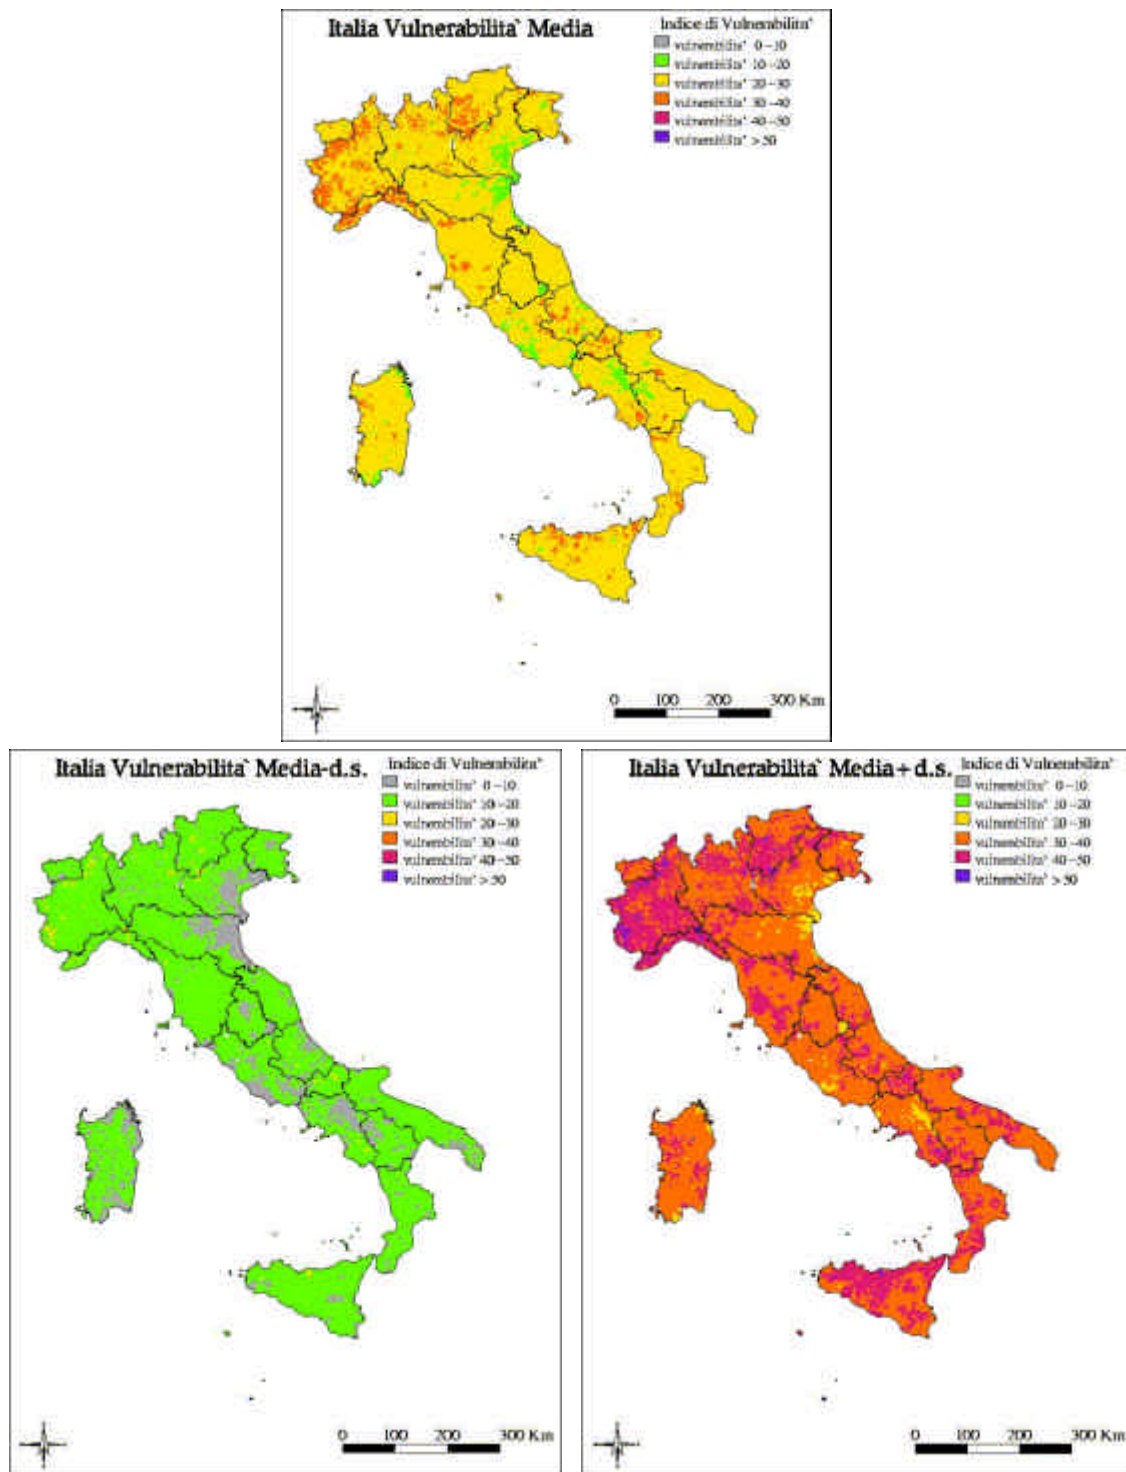 Italia Vulnerabilita` Media
Indice di Vulnerabilita`
vulnerabilita` 0-10
vulnerabilita` 10-20
vulnerabilita` 20-30
vulnerabilita` 30-40
vulnerabilita` 40-50
vulnerabilita` >50
0 100 200 300 Km
Italia Vulnerabilita` Media-d.s.
Indice di Vulnerabilita`
vulnerabilita` 0-10
vulnerabilita` 10-20
vulnerabilita` 20-30
vulnerabilita` 30-40
vulnerabilita` 40-50
vulnerabilita` >50
0 100 200 300 Km
Italia Vulnerabilita` Media+d.s.
Indice di Vulnerabilita`
vulnerabilita` 0-10
vulnerabilita` 10-20
vulnerabilita` 20-30
vulnerabilita` 30-40
vulnerabilita` 40-50
vulnerabilita` >50
0 100 200 300 Km